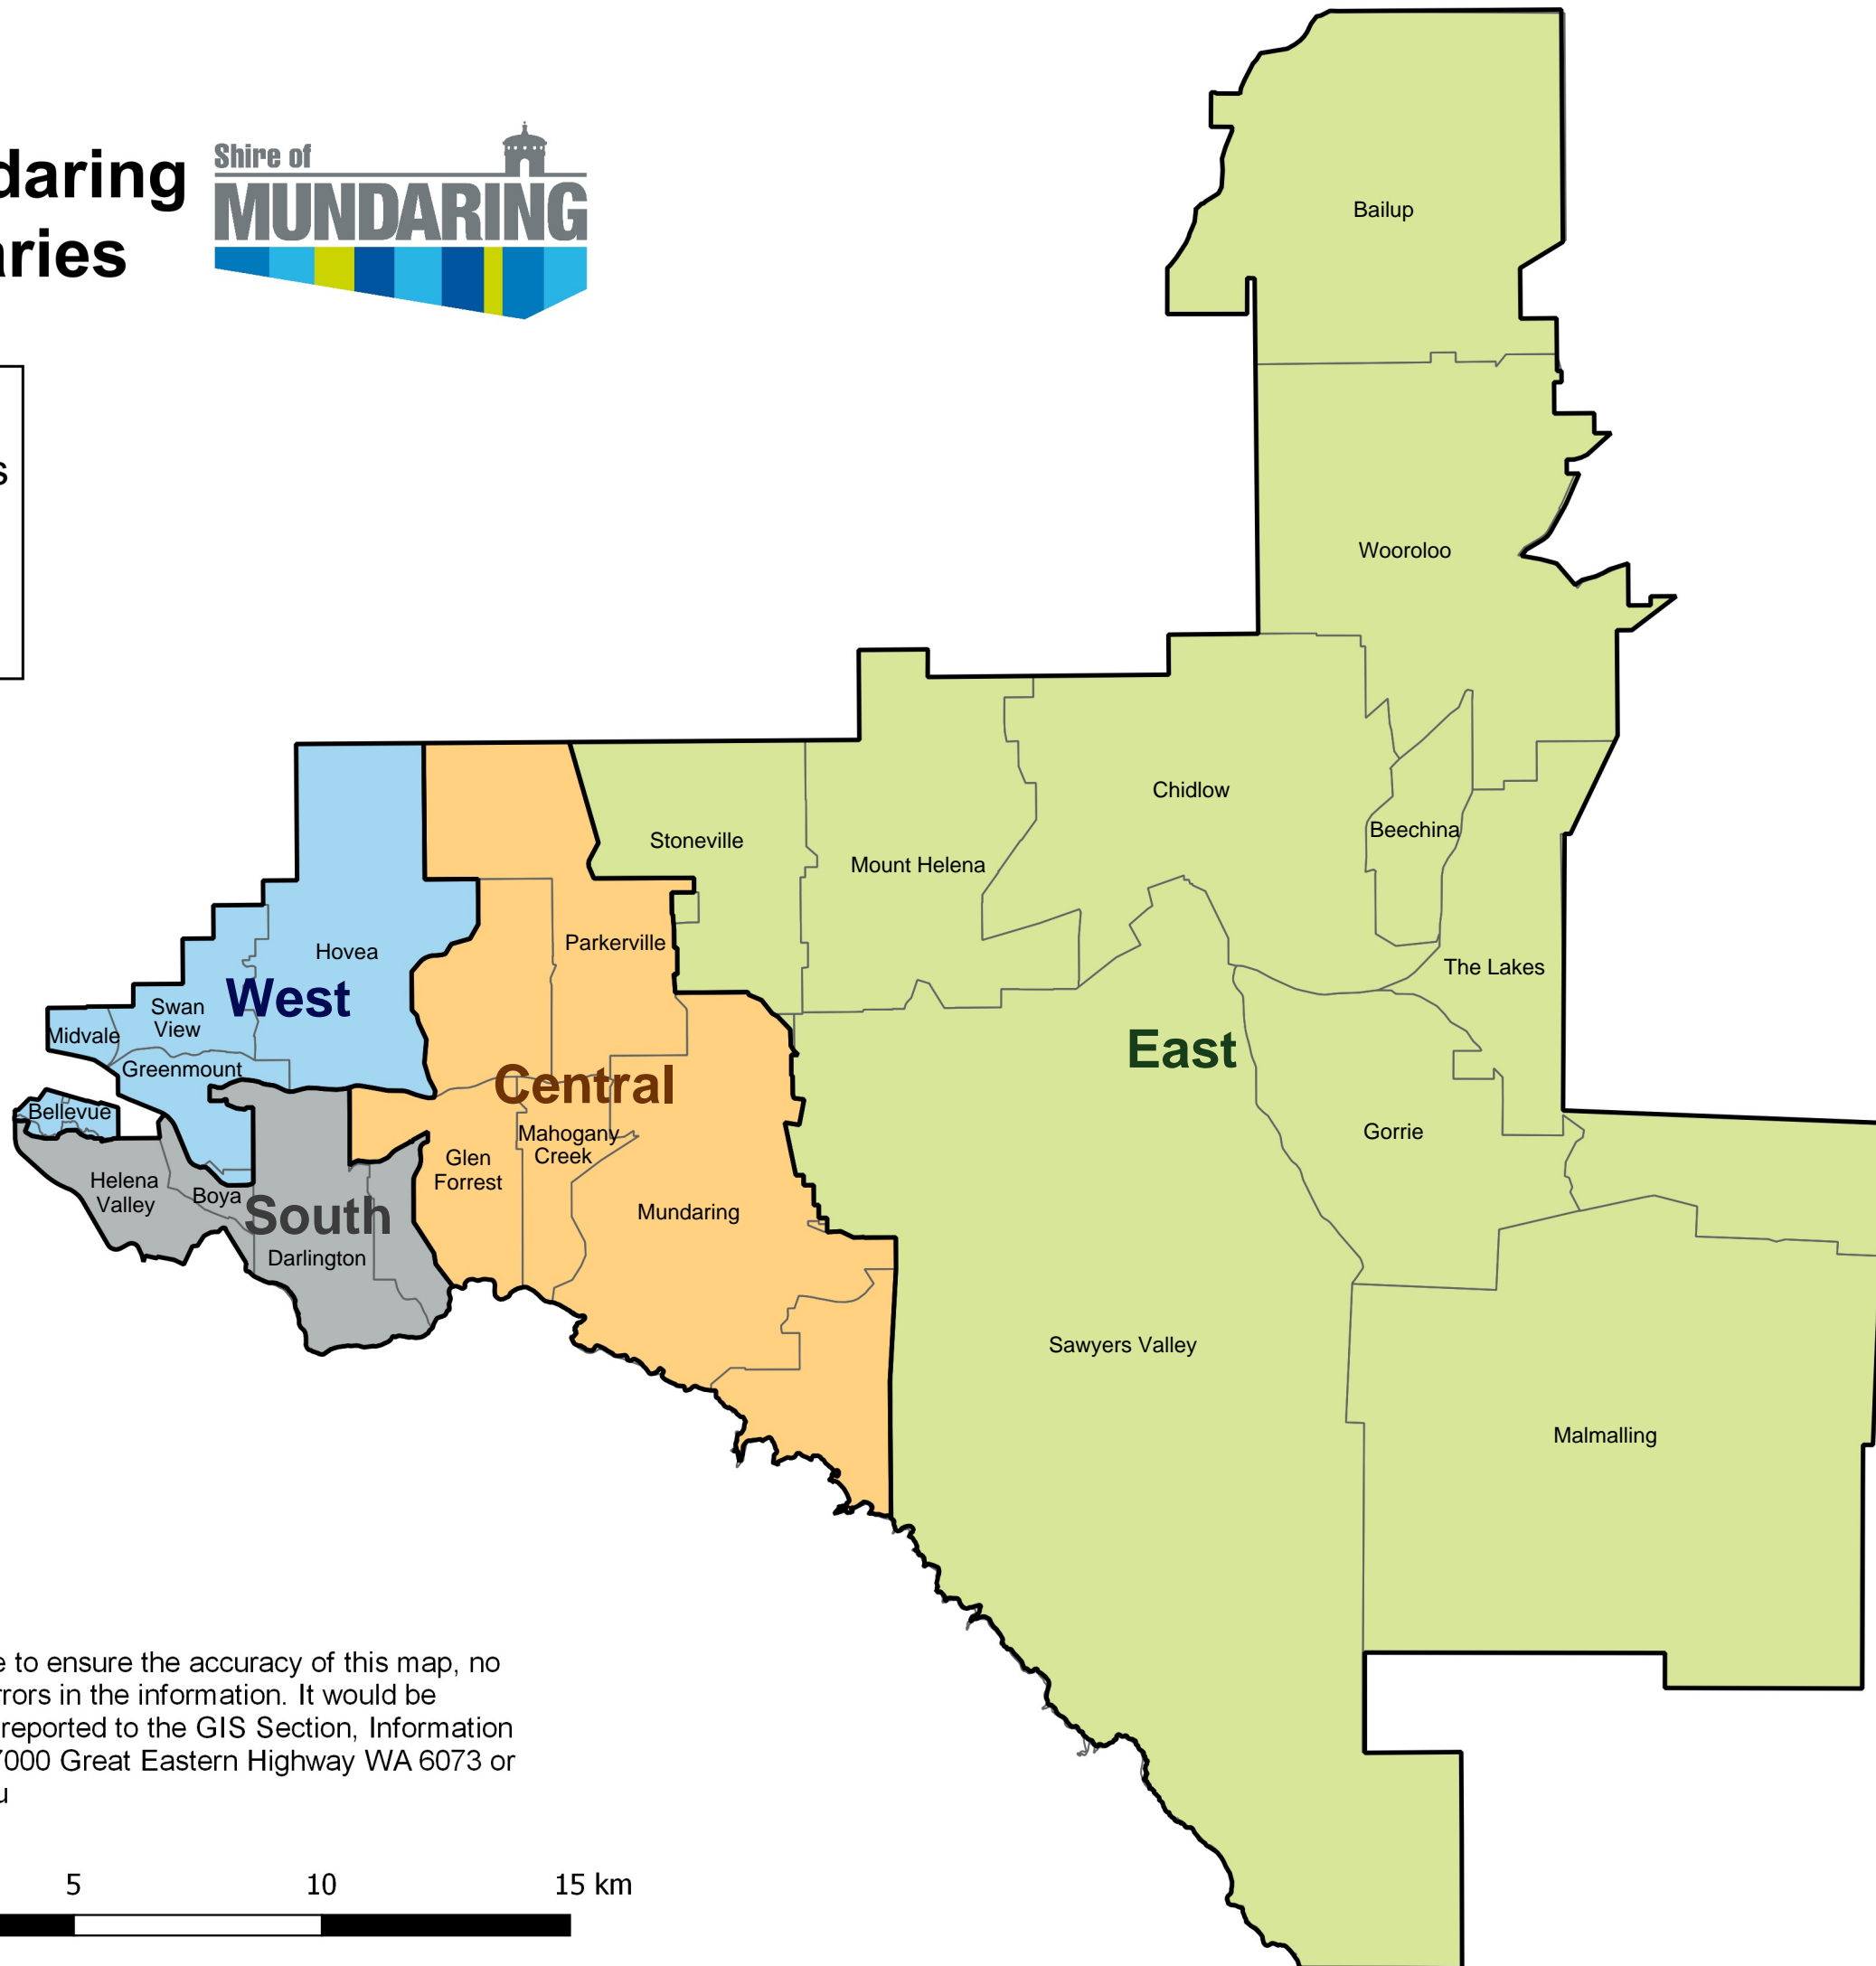 daring
aries
Shire of
MUNDARING
s
Bailup
Wooroloo
Chidlow
Beechina
Stoneville
Mount Helena
Parkerville
Hovea
The Lakes
West
Swan
View
Midvale
East
Greenmount
Central
Bellevue
Mahogany
Creek
Gorrie
Glen
Forrest
Helena
Valley
Boya
South
Mundaring
Darlington
Sawyers Valley
Malmalling
e to ensure the accuracy of this map, no
rrors in the information. It would be
reported to the GIS Section, Information
7000 Great Eastern Highway WA 6073 or
u
5 10 15 km